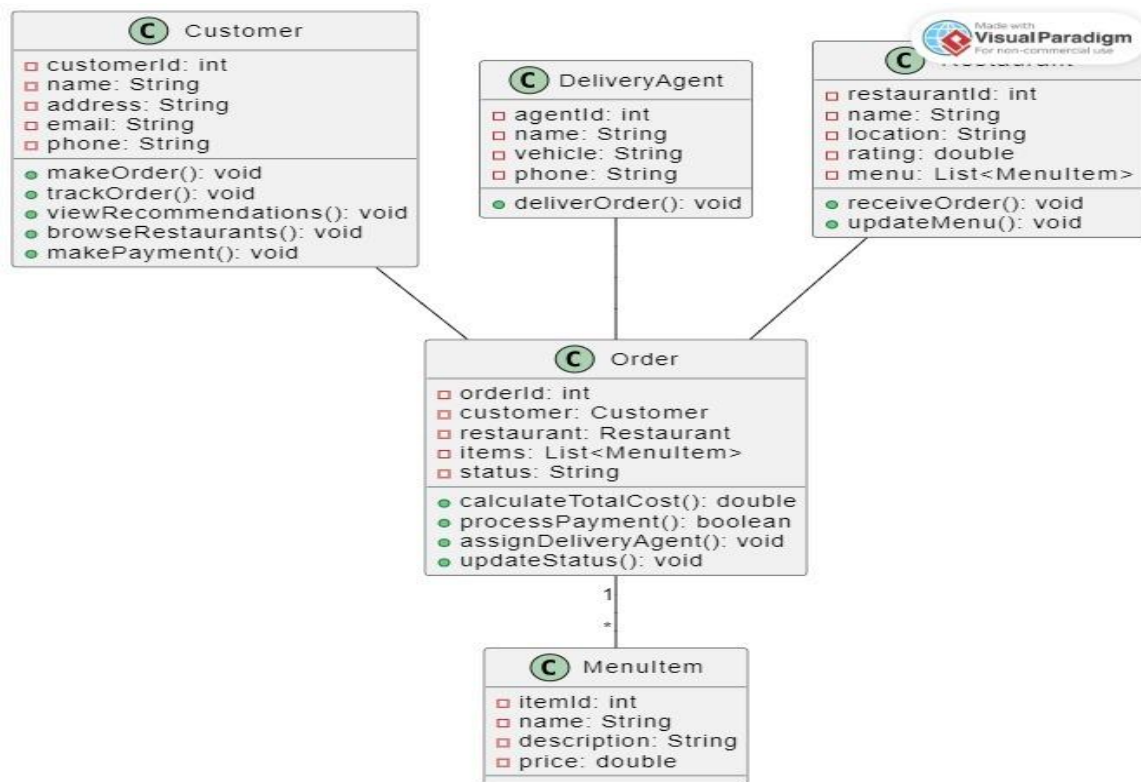 C Customer
customerId: int
name: String
address: String
email: String
phone: String
makeOrder(): void
trackOrder(): void
viewRecommendations(): void
browseRestaurants(): void
makePayment(): void
C DeliveryAgent
agentId: int
name: String
vehicle: String
phone: String
deliverOrder(): void
Made with
Visual Paradigm
For non-commercial use
C
restaurantId: int
name: String
location: String
rating: double
menu: List<MenuItem>
receiveOrder(): void
updateMenu(): void
C Order
orderId: int
customer: Customer
restaurant: Restaurant
items: List<MenuItem>
status: String
calculateTotalCost(): double
processPayment(): boolean
assignDeliveryAgent(): void
updateStatus(): void
1
*
C MenuItem
itemId: int
name: String
description: String
price: double